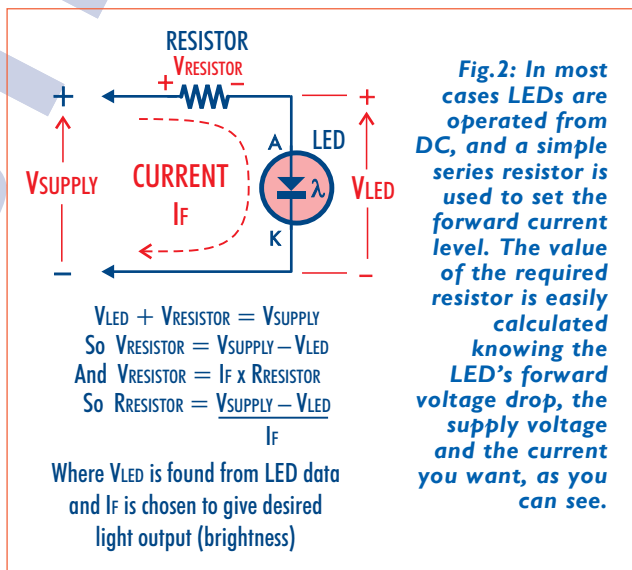 RESISTOR
+ VRESISTOR –
+
A
LED
+
VSUPPLY
CURRENT
IF
λ
VLED
K
–
–
VLED + VRESISTOR = VSUPPLY
So VRESISTOR = VSUPPLY – VLED
And VRESISTOR = IF x RRESISTOR
So RRESISTOR = VSUPPLY – VLED
IF
Where VLED is found from LED data
and IF is chosen to give desired
light output (brightness)
Fig.2: In most
cases LEDs are
operated from
DC, and a simple
series resistor is
used to set the
forward current
level. The value
of the required
resistor is easily
calculated
knowing the
LED's forward
voltage drop, the
supply voltage
and the current
you want, as you
can see.